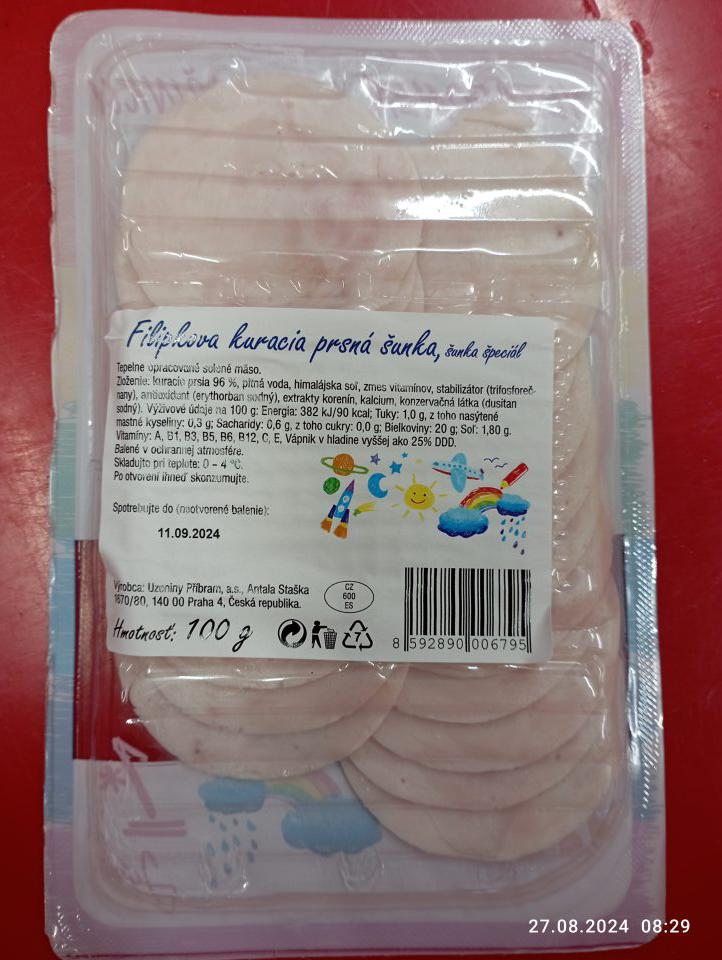 Filipkova kuracia prsná šunka, šunka špeciál
Tepelne opracované solené mäso.
Zloženie: kuracie prsia 96 %, pitná voda, himalájska soľ, zmes vitamínov, stabilizátor (trifosforeč-
nany), antioxidant (erythorban sodný), extrakty korenín, kalcium, konzervačná látka (dusitan
sodný). Výživové údaje na 100 g: Energia: 382 kJ/90 kcal; Tuky: 1,0 g, z toho nasýtené
mastné kyseliny: 0,3 g; Sacharidy: 0,6 g, z toho cukry: 0,0 g; Bielkoviny: 20 g; Soľ: 1,80 g.
Vitamíny: A, B1, B3, B5, B6, B12, C, E, Vápnik v hladine vyššej ako 25% DDD.
Balené v ochrannej atmosfére.
Skladujte pri teplote: 0 – 4 °C.
Po otvorení ihneď skonzumujte.
Spotrebujte do (neotvorené balenie):
11.09.2024
Výrobca: Uzeniny Příbram, a.s., Antala Staška
1670/80, 140 00 Praha 4, Česká republika.
CZ
600
ES
Hmotnosť: 100 g
8 592890 006795
27.08.2024 08:29